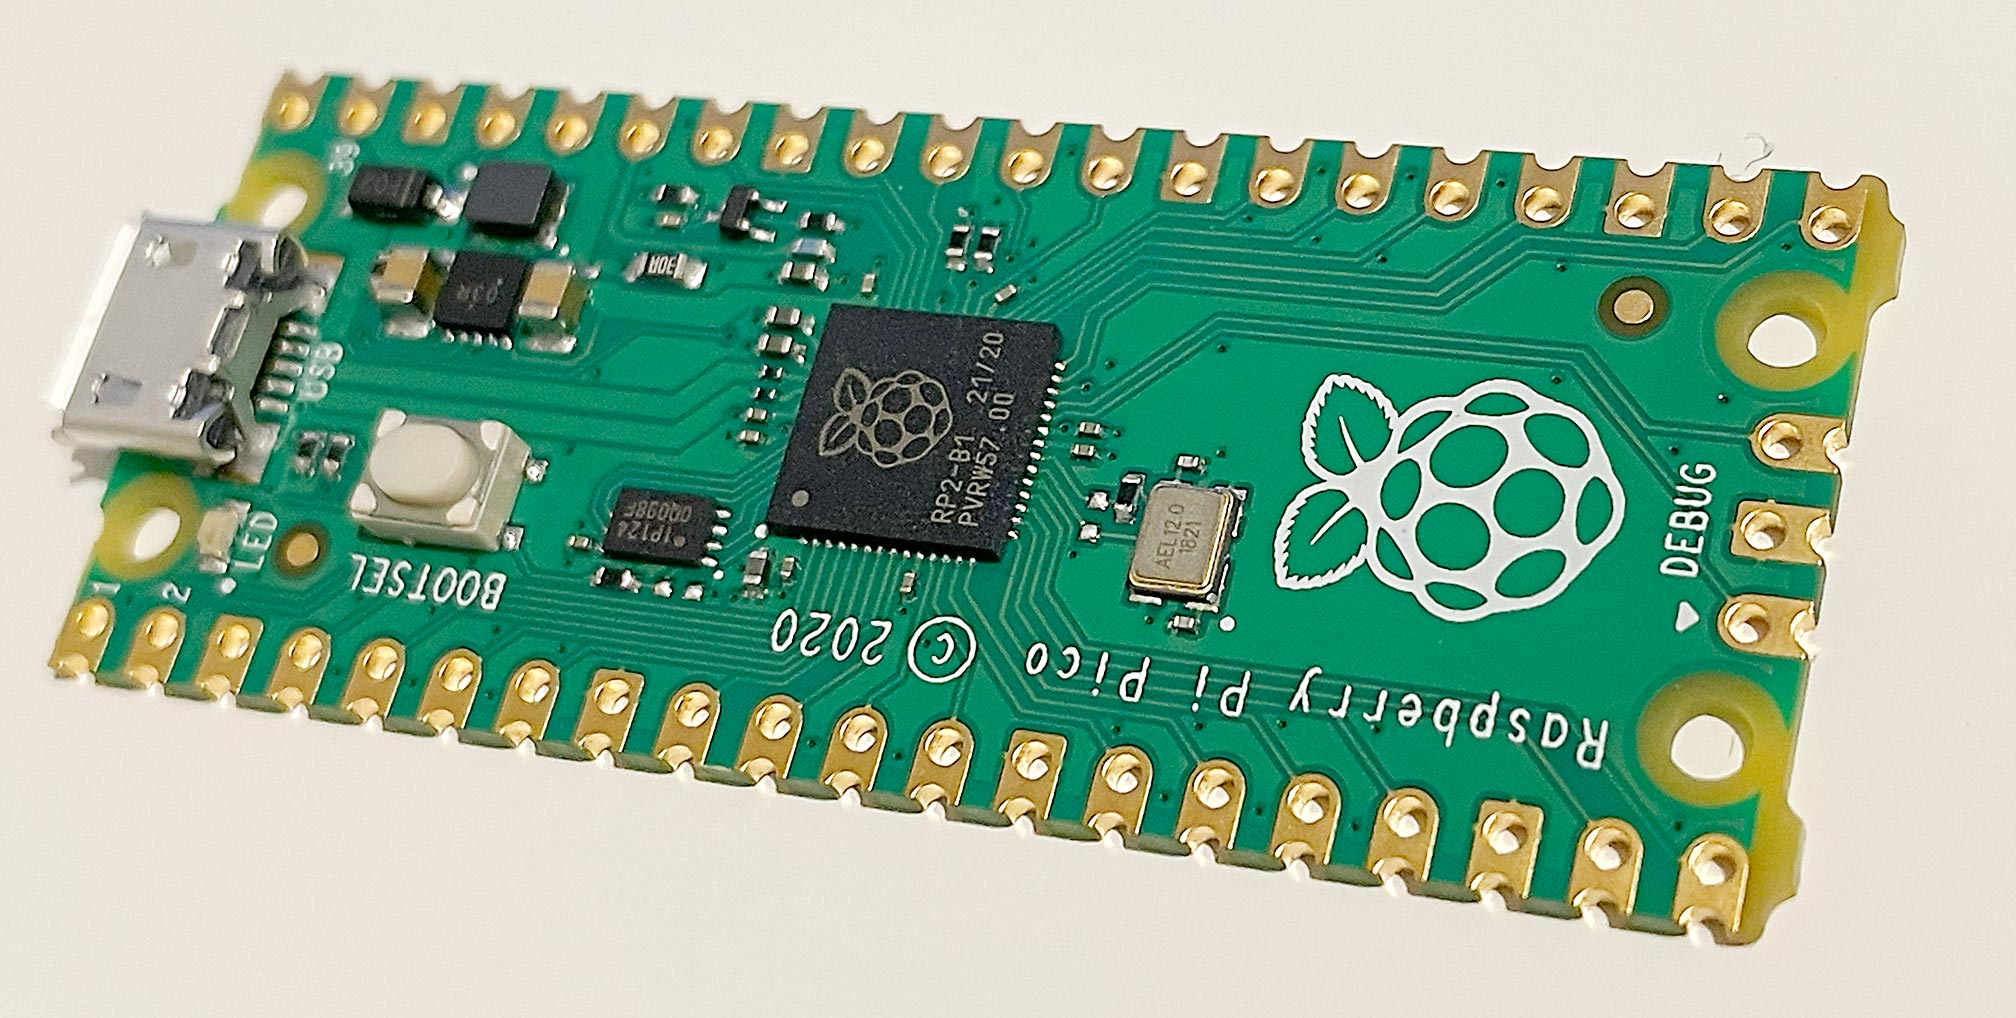 39
USB
LED
1
2
BOOTSEL
R30
RP2-B1 21/20
PVRW57.00
AEL12.0
1821
DEBUG
Raspberry Pi Pico © 2020